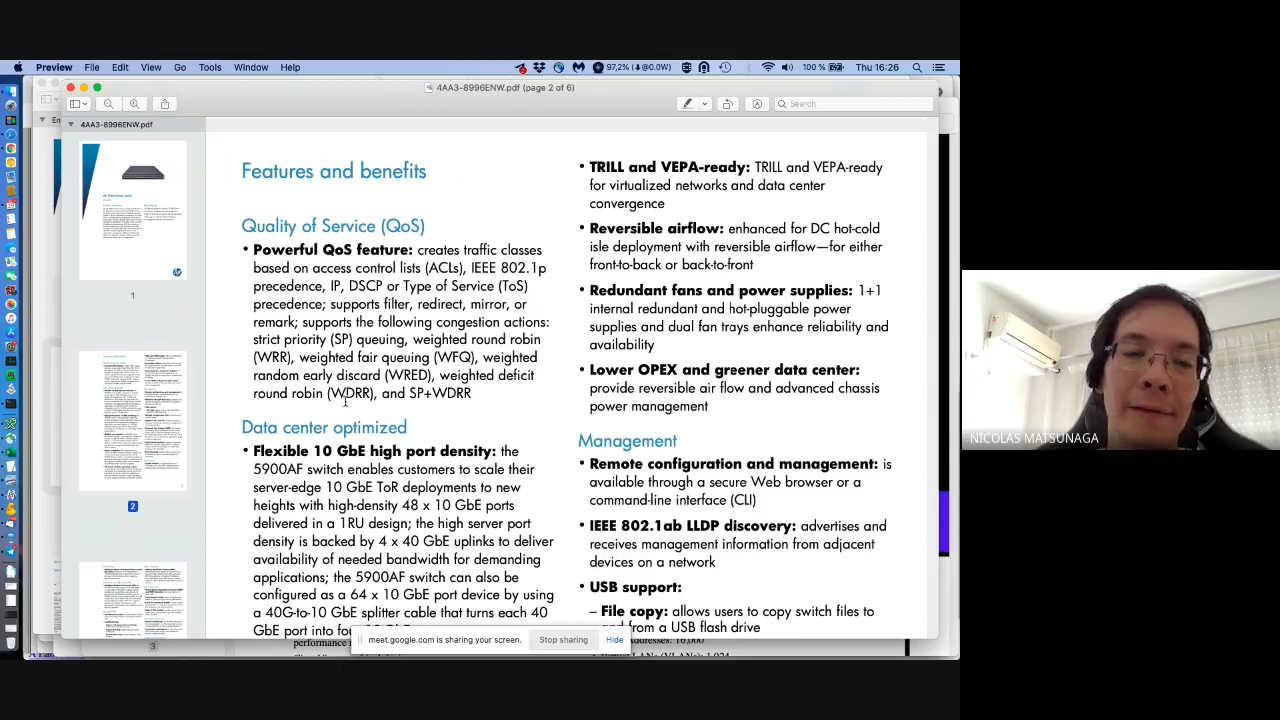 Preview File Edit View Go Tools Window Help
97,2% (⬇@0.0W) 100 % Thu 16:26
4AA3-8996ENW.pdf (page 2 of 6)
Search
4AA3-8996ENW.pdf
1
2
3
Features and benefits
Quality of Service (QoS)
• Powerful QoS feature: creates traffic classes
based on access control lists (ACLs), IEEE 802.1p
precedence, IP, DSCP or Type of Service (ToS)
precedence; supports filter, redirect, mirror, or
remark; supports the following congestion actions:
strict priority (SP) queuing, weighted round robin
(WRR), weighted fair queuing (WFQ), weighted
random early discard (WRED), weighted deficit
round robin (WDRR), and SP+WDRR
Data center optimized
• Flexible 10 GbE high port density: the
5900AF switch enables customers to scale their
server-edge 10 GbE ToR deployments to new
heights with high-density 48 x 10 GbE ports
delivered in a 1RU design; the high server port
density is backed by 4 x 40 GbE uplinks to deliver
availability of needed bandwidth for demanding
applications; the 5900AF switch can also be
configured as a 64 x 10 GbE port device by using
a 40G-to-10 GbE splitter cable that turns each 40
GbE port into four
• TRILL and VEPA-ready: TRILL and VEPA-ready
for virtualized networks and data center
convergence
• Reversible airflow: enhanced for DC hot-cold
isle deployment with reversible airflow—for either
front-to-back or back-to-front
• Redundant fans and power supplies: 1+1
internal redundant and hot-pluggable power
supplies and dual fan trays enhance reliability and
availability
• Lower OPEX and greener data center:
provide reversible air flow and advanced chassis
power management
Management
• Remote configuration and management: is
available through a secure Web browser or a
command-line interface (CLI)
• IEEE 802.1ab LLDP discovery: advertises and
receives management information from adjacent
devices on a network
• USB support:
File copy: allows users to copy switch files to
and from a USB flash drive
meet.google.com is sharing your screen. Stop sharing Hide
NICOLAS MATSUNAGA